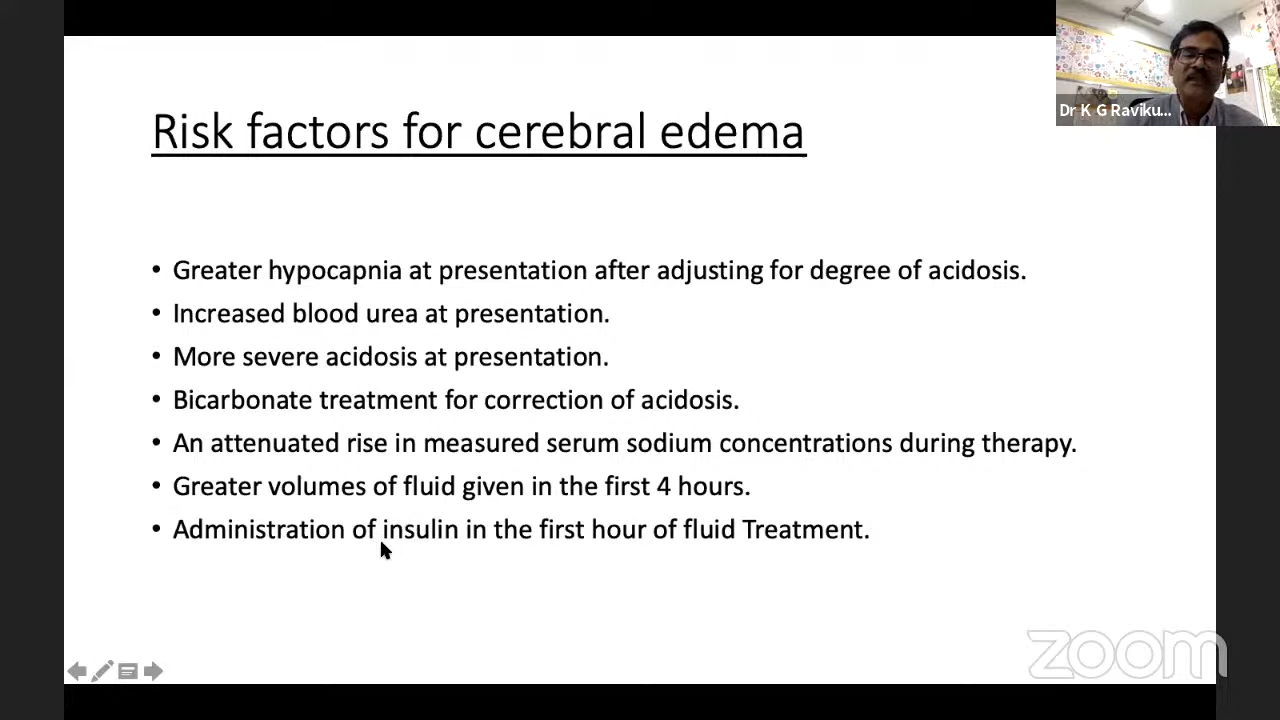 Dr K G Raviku...
Risk factors for cerebral edema
• Greater hypocapnia at presentation after adjusting for degree of acidosis.
• Increased blood urea at presentation.
• More severe acidosis at presentation.
• Bicarbonate treatment for correction of acidosis.
• An attenuated rise in measured serum sodium concentrations during therapy.
• Greater volumes of fluid given in the first 4 hours.
• Administration of insulin in the first hour of fluid Treatment.
zoom